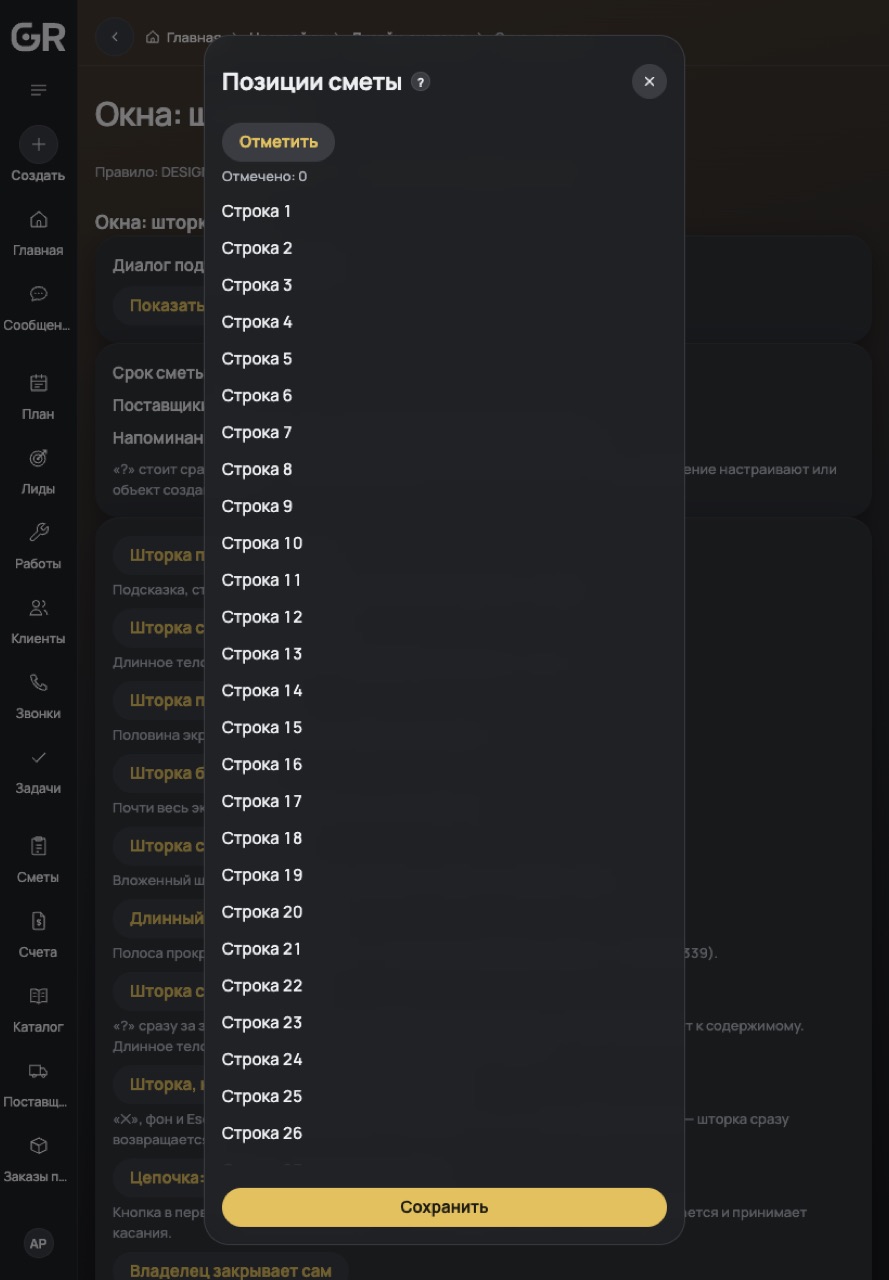 GR
Главная
Окна: ш
Создать
Правило: DESIG
Окна: шторк
Главная
Диалог под
Показать
Сообщен...
Срок сметы
План
Поставщики
Напоминан
«?» стоит сра
ение настраивают или
объект созда
Лиды
Шторка п
Работы
Подсказка, ст
Шторка с
Клиенты
Длинное тело
Шторка п
Звонки
Половина экр
Шторка б
Задачи
Почти весь эк
Шторка с
Сметы
Вложенный ш
Длинный
Счета
Полоса прокр
339).
Шторка с
Каталог
«?» сразу за з
т к содержимому.
Длинное тело
Шторка,
Поставщ...
«✕», фон и Es
— шторка сразу
возвращаетс
Заказы п...
Цепочка:
Кнопка в перв
ется и принимает
касания.
AP
Владелец закрывает сам
Позиции сметы ?
Отметить
Отмечено: 0
Строка 1
Строка 2
Строка 3
Строка 4
Строка 5
Строка 6
Строка 7
Строка 8
Строка 9
Строка 10
Строка 11
Строка 12
Строка 13
Строка 14
Строка 15
Строка 16
Строка 17
Строка 18
Строка 19
Строка 20
Строка 21
Строка 22
Строка 23
Строка 24
Строка 25
Строка 26
Сохранить